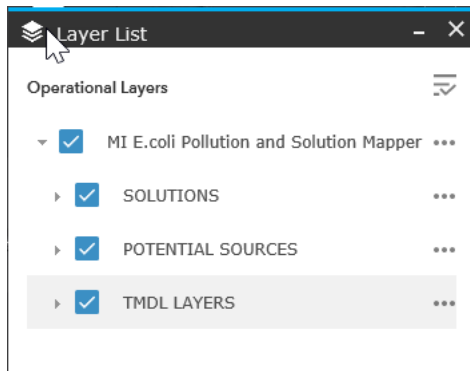 Layer List
Operational Layers
MI E.coli Pollution and Solution Mapper
SOLUTIONS
POTENTIAL SOURCES
TMDL LAYERS